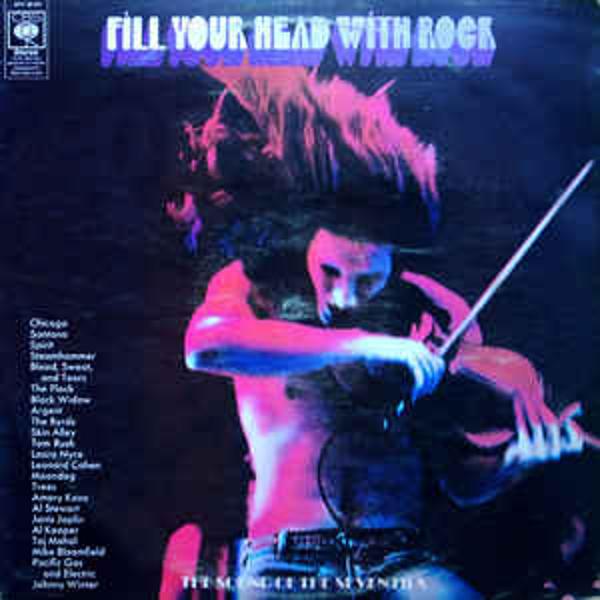 FILL YOUR HEAD WITH ROCK
CBS
Stereo
Chicago
Santana
Spirit
Steamhammer
Blood, Sweat,
and Tears
The Flock
Black Widow
Argent
The Byrds
Skin Alley
Tom Rush
Laura Nyro
Leonard Cohen
Moondog
Trees
Amory Kane
Al Stewart
Janis Joplin
Al Kooper
Taj Mahal
Mike Bloomfield
Pacific Gas
and Electric
Johnny Winter
THE SOUND OF THE SEVENTIES